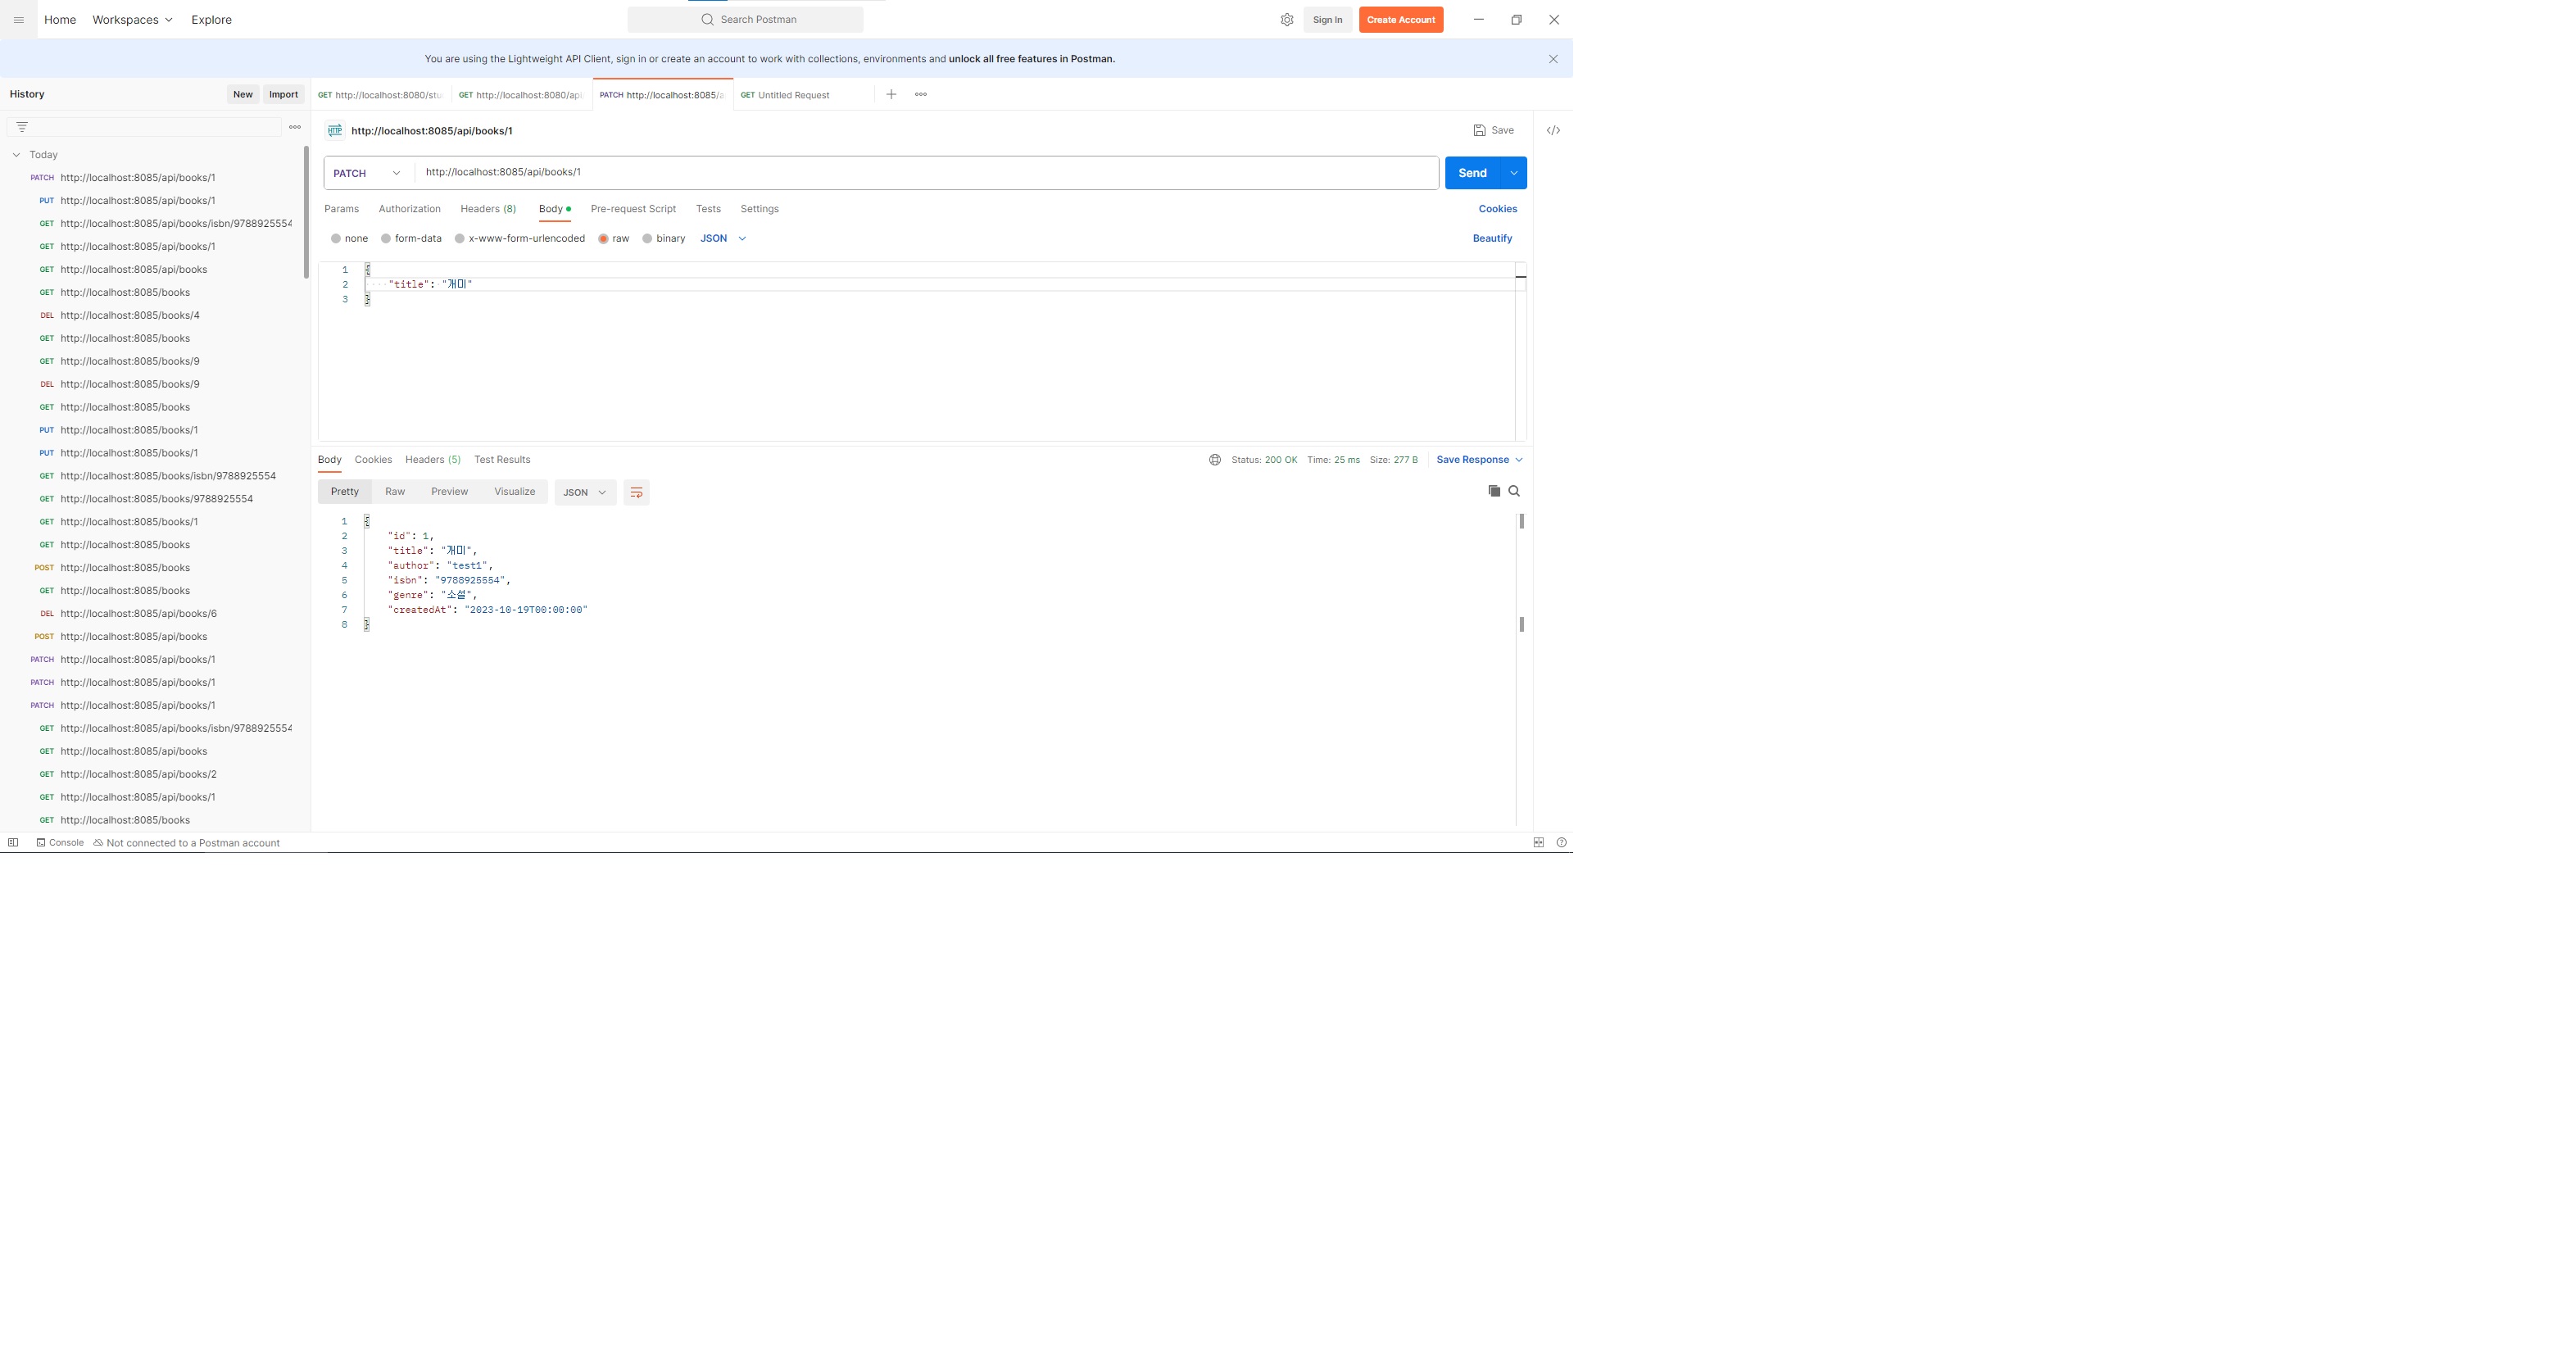 Home Workspaces Explore Search Postman Sign In Create Account
You are using the Lightweight API Client, sign in or create an account to work with collections, environments and unlock all free features in Postman.
History New Import
GET http://localhost:8080/stu GET http://localhost:8080/api PATCH http://localhost:8085/a GET Untitled Request
HTTP http://localhost:8085/api/books/1 Save
PATCH http://localhost:8085/api/books/1 Send
Params Authorization Headers (8) Body Pre-request Script Tests Settings Cookies
none form-data x-www-form-urlencoded raw binary JSON Beautify
1 {
2 "title": "개미"
3 }
Today
PATCH http://localhost:8085/api/books/1
PUT http://localhost:8085/api/books/1
GET http://localhost:8085/api/books/isbn/9788925554
GET http://localhost:8085/api/books/1
GET http://localhost:8085/api/books
GET http://localhost:8085/books
DEL http://localhost:8085/books/4
GET http://localhost:8085/books
GET http://localhost:8085/books/9
DEL http://localhost:8085/books/9
GET http://localhost:8085/books
PUT http://localhost:8085/books/1
PUT http://localhost:8085/books/1
GET http://localhost:8085/books/isbn/9788925554
GET http://localhost:8085/books/9788925554
GET http://localhost:8085/books/1
GET http://localhost:8085/books
POST http://localhost:8085/books
GET http://localhost:8085/books
DEL http://localhost:8085/api/books/6
POST http://localhost:8085/api/books
PATCH http://localhost:8085/api/books/1
PATCH http://localhost:8085/api/books/1
PATCH http://localhost:8085/api/books/1
GET http://localhost:8085/api/books/isbn/9788925554
GET http://localhost:8085/api/books
GET http://localhost:8085/api/books/2
GET http://localhost:8085/api/books/1
GET http://localhost:8085/books
Body Cookies Headers (5) Test Results Status: 200 OK Time: 25 ms Size: 277 B Save Response
Pretty Raw Preview Visualize JSON
1 {
2 "id": 1,
3 "title": "개미",
4 "author": "test1",
5 "isbn": "9788925554",
6 "genre": "소설",
7 "createdAt": "2023-10-19T00:00:00"
8 }
Console Not connected to a Postman account